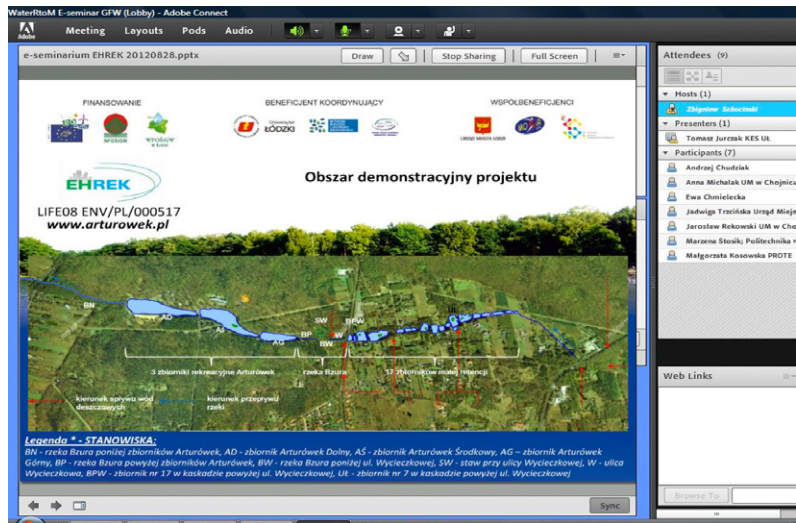 WaterRtoM E-seminar GFW (Lobby) - Adobe Connect
Adobe
Meeting Layouts Pods Audio
e-seminarium EHREK 20120828.pptx
Draw Stop Sharing Full Screen
FINANSOWANIE BENEFICJENT KOORDYNUJĄCY WSPÓŁBENEFICJENCI
ŁÓDZKI
EHREK
Obszar demonstracyjny projektu
LIFE08 ENV/PL/000517
www.arturowek.pl
BN AD AŚ AG BP SW W BW BPW
3 zbiorniki rekreacyjne Arturówek rzeka Bzura 17 zbiorników małej retencji
kierunek spływu wód deszczowych
kierunek przepływu rzeki
Legenda * - STANOWISKA:
BN - rzeka Bzura poniżej zbiorników Arturówek, AD - zbiornik Arturówek Dolny, AŚ - zbiornik Arturówek Środkowy, AG – zbiornik Arturówek
Górny, BP - rzeka Bzura powyżej zbiorników Arturówek, BW - rzeka Bzura poniżej ul. Wycieczkowej, SW - staw przy ulicy Wycieczkowej, W - ulica
Wycieczkowa, BPW - zbiornik nr 17 w kaskadzie powyżej ul. Wycieczkowej, UŁ - zbiornik nr 7 w kaskadzie powyżej ul. Wycieczkowej
Sync
Attendees (9)
Hosts (1)
Zbigniew
Presenters (1)
Tomasz Jurczak KES UŁ
Participants (7)
Andrzej Chudziak
Anna Michalak UM w Chojnica
Ewa Chmielecka
Jadwiga Trzcińska Urząd Miejs
Jarosław Rekowski UM w Cho
Marzena Stosik; Politechnika
Małgorzata Kosowska PROTE
Web Links
Browse To